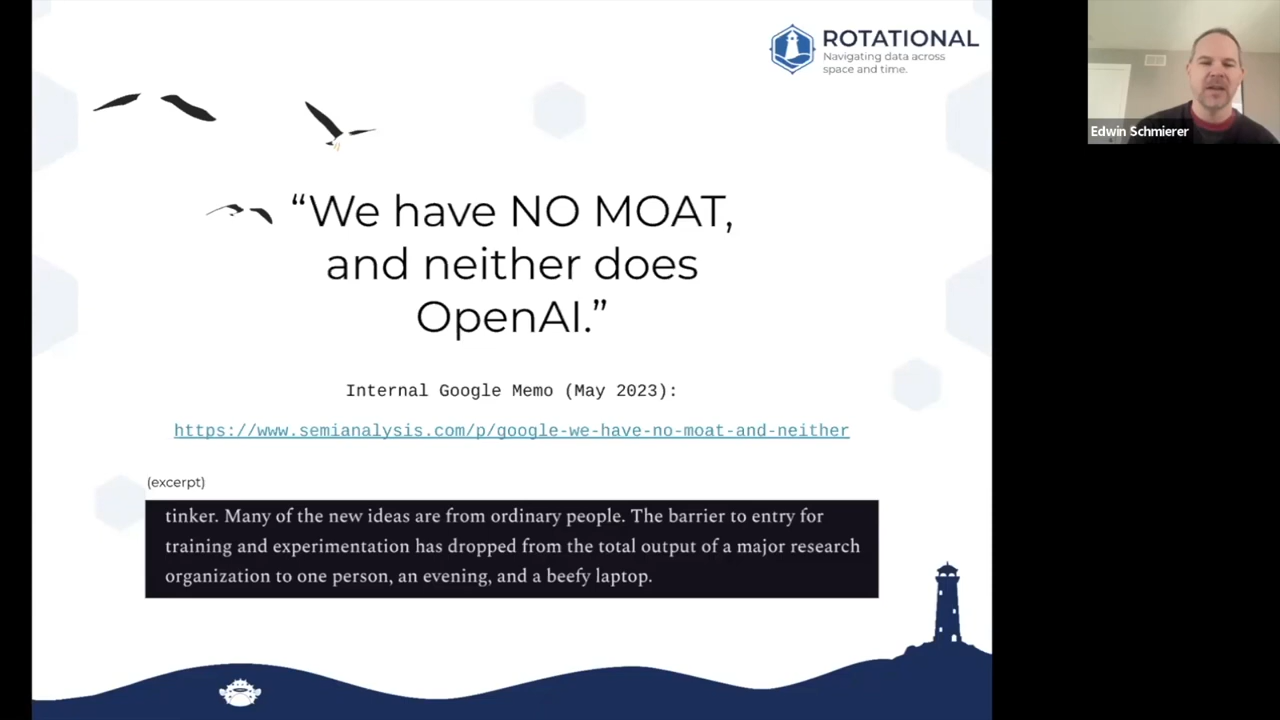 ROTATIONAL
Navigating data across
space and time.
Edwin Schmierer
“We have NO MOAT,
and neither does
OpenAI.”
Internal Google Memo (May 2023):
https://www.semianalysis.com/p/google-we-have-no-moat-and-neither
(excerpt)
tinker. Many of the new ideas are from ordinary people. The barrier to entry for
training and experimentation has dropped from the total output of a major research
organization to one person, an evening, and a beefy laptop.